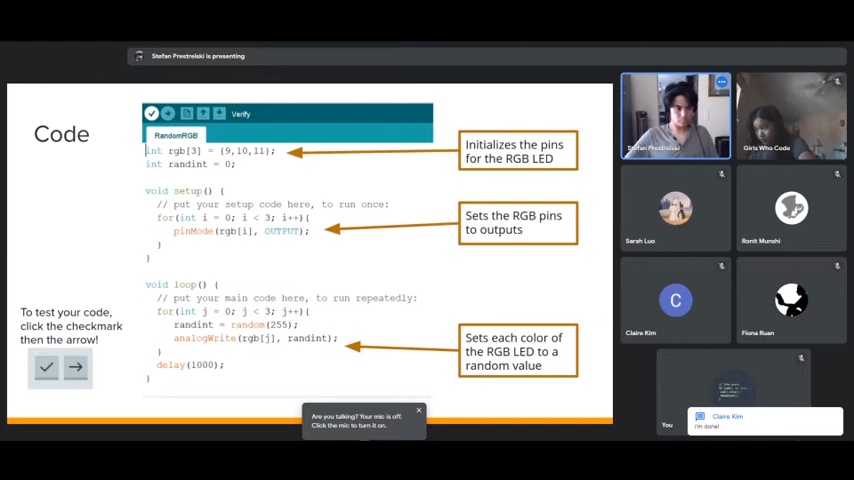 Stefan Prestrelski is presenting
Code
Verify
RandomRGB
int rgb[3] = {9,10,11};
int randint = 0;
void setup() {
// put your setup code here, to run once:
for(int i = 0; i < 3; i++){
pinMode(rgb[i], OUTPUT);
}
}
void loop() {
// put your main code here, to run repeatedly:
for(int j = 0; j < 3; j++){
randint = random(255);
analogWrite(rgb[j], randint);
}
delay(1000);
}
Initializes the pins
for the RGB LED
Sets the RGB pins
to outputs
Sets each color of
the RGB LED to a
random value
To test your code,
click the checkmark
then the arrow!
Are you talking? Your mic is off.
Click the mic to turn it on.
Stefan Prestrelski
Girls Who Code
Sarah Luo
Ronit Munshi
C
Claire Kim
Fiona Ruan
You
Claire Kim
i'm done!